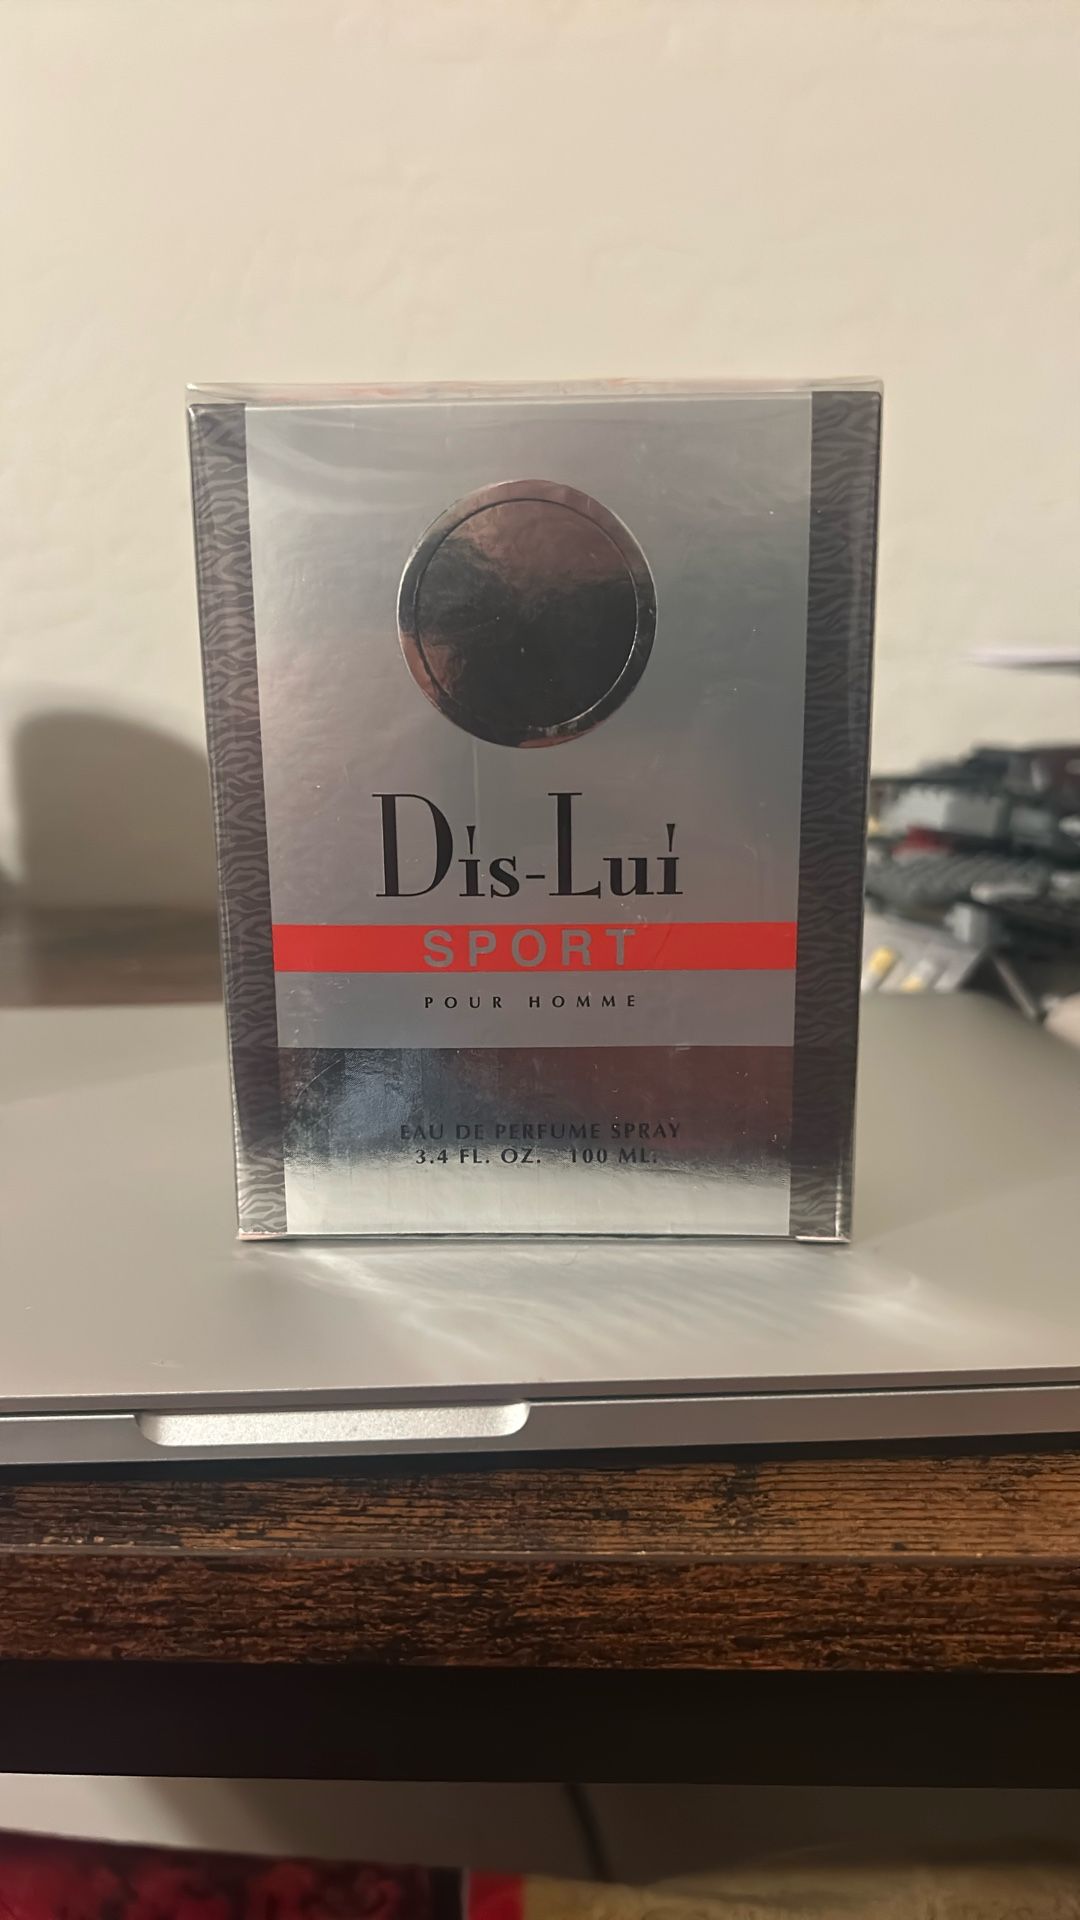 Dis-Lui
SPORT
POUR HOMME
EAU DE PERFUME SPRAY
3.4 FL. OZ. 100 ML.